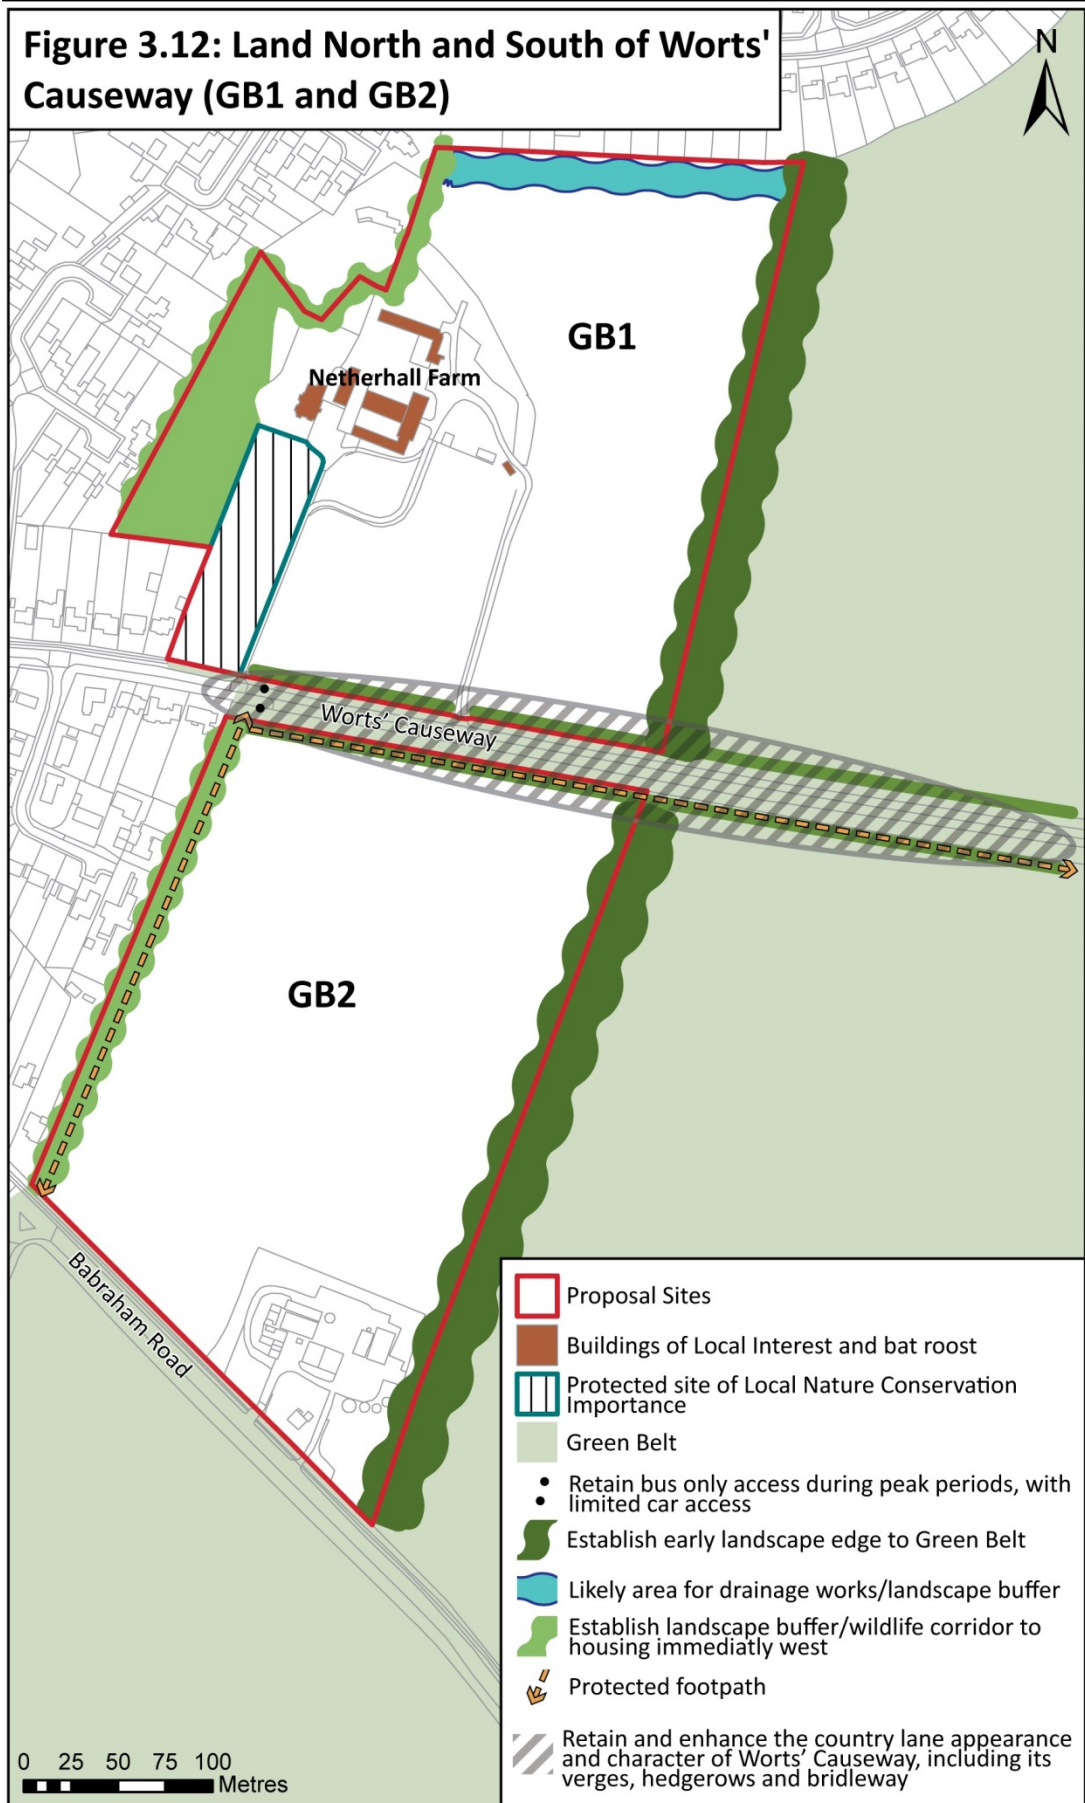 Figure 3.12: Land North and South of Worts'
Causeway (GB1 and GB2)
N
GB1
Netherhall Farm
Worts' Causeway
GB2
Babraham Road
Proposal Sites
Buildings of Local Interest and bat roost
Protected site of Local Nature Conservation
Importance
Green Belt
Retain bus only access during peak periods, with
limited car access
Establish early landscape edge to Green Belt
Likely area for drainage works/landscape buffer
Establish landscape buffer/wildlife corridor to
housing immediatly west
Protected footpath
Retain and enhance the country lane appearance
and character of Worts' Causeway, including its
verges, hedgerows and bridleway
0 25 50 75 100
Metres